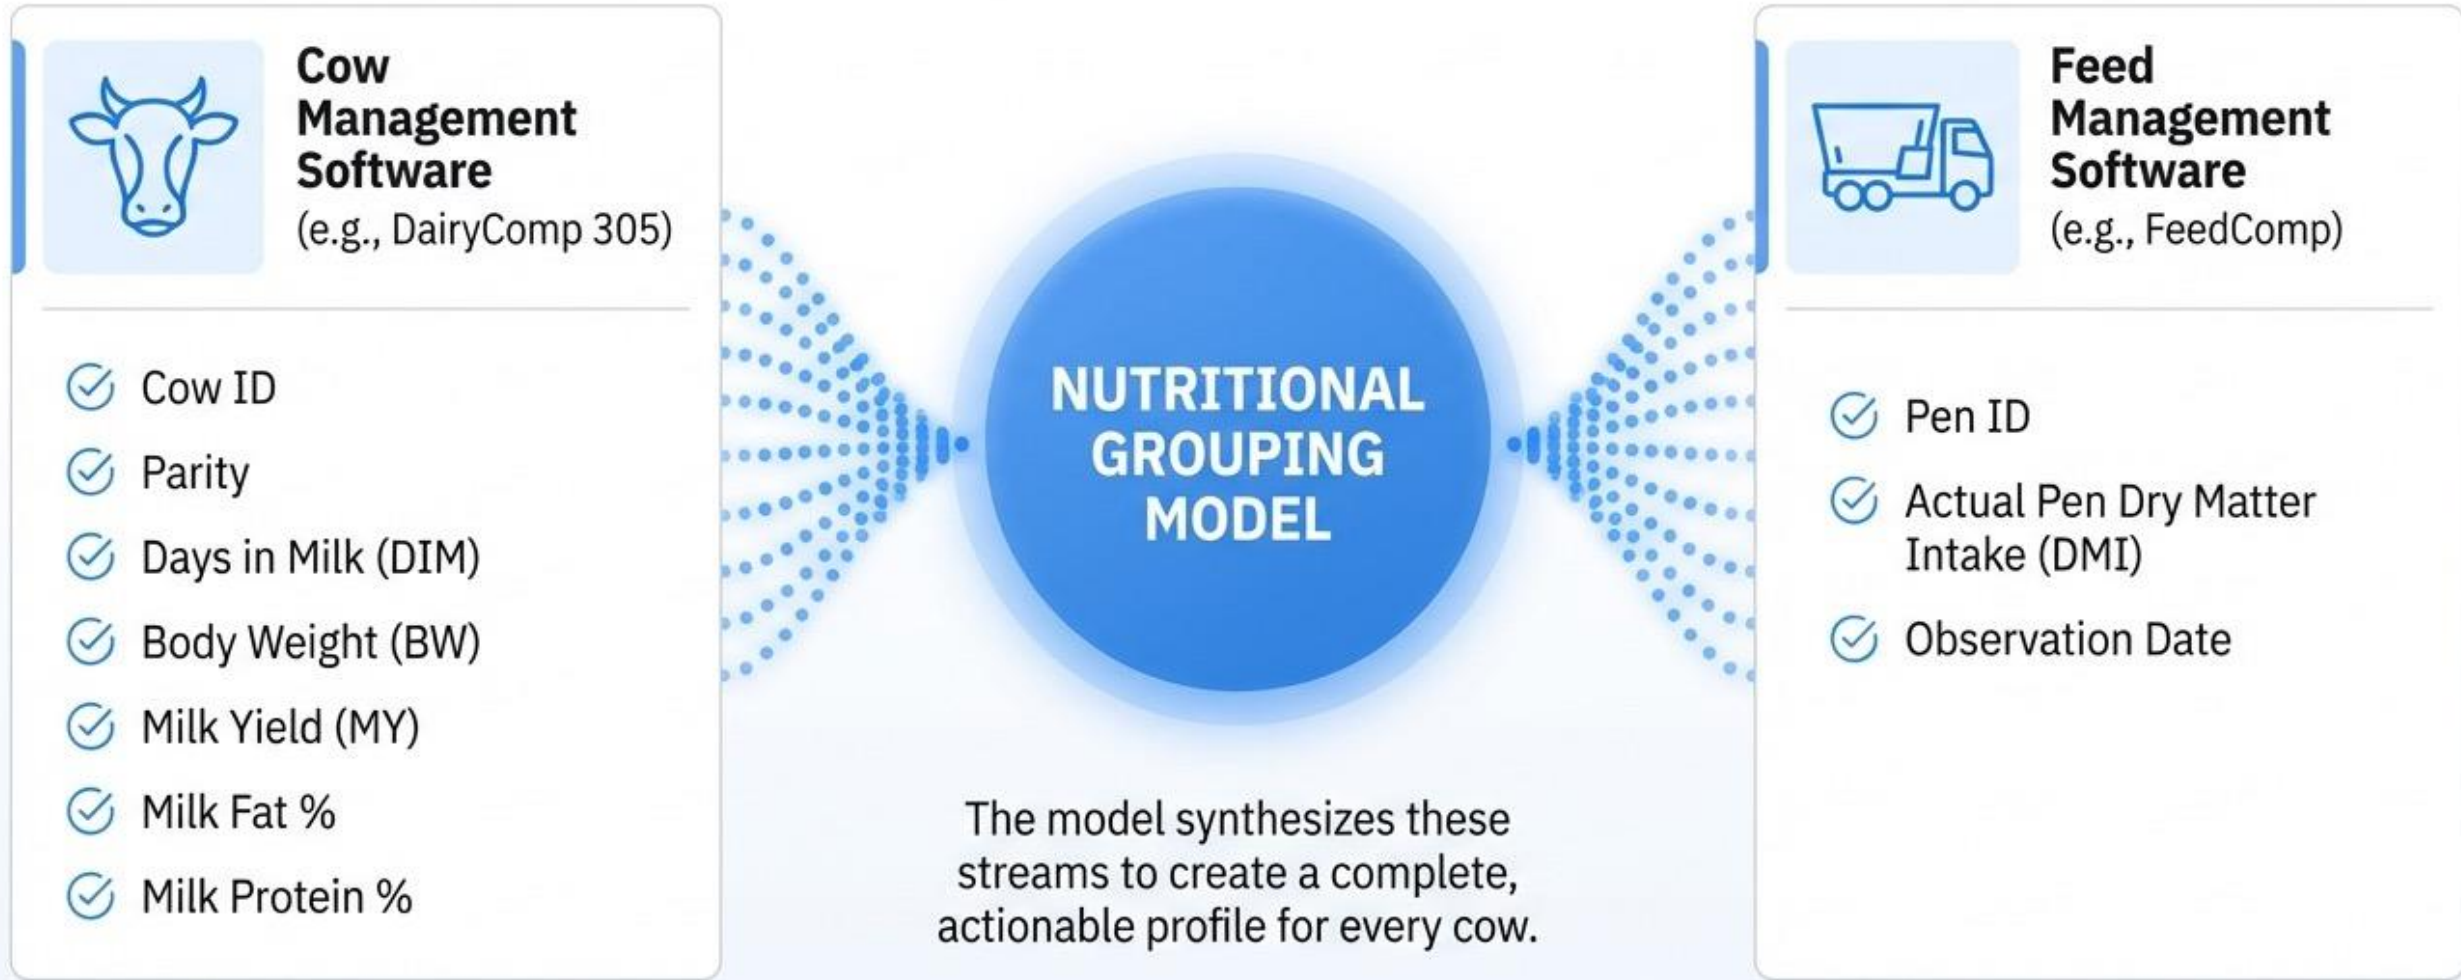 Cow
Management
Software
(e.g., DairyComp 305)
Cow ID
Parity
Days in Milk (DIM)
Body Weight (BW)
Milk Yield (MY)
Milk Fat %
Milk Protein %
NUTRITIONAL
GROUPING
MODEL
The model synthesizes these
streams to create a complete,
actionable profile for every cow.
Feed
Management
Software
(e.g., FeedComp)
Pen ID
Actual Pen Dry Matter
Intake (DMI)
Observation Date